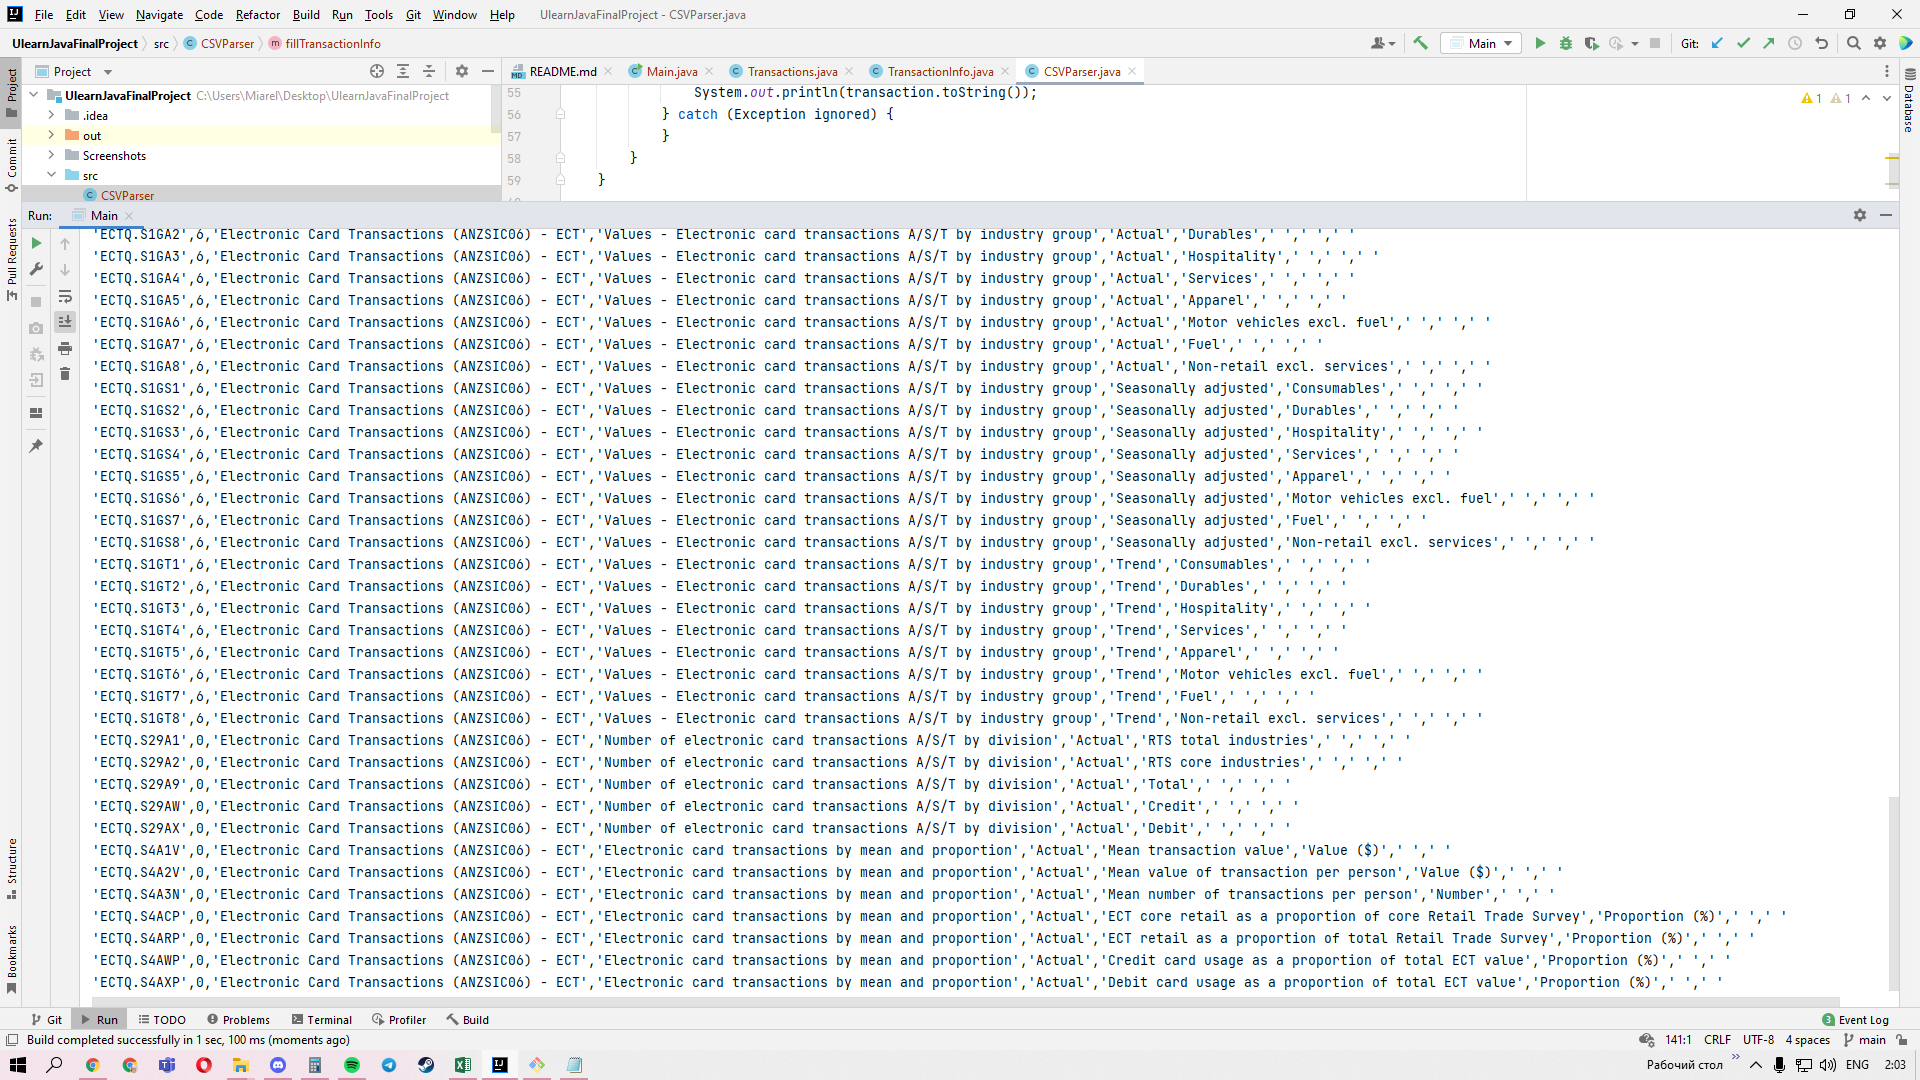 File Edit View Navigate Code Refactor Build Run Tools Git Window Help UlearnJavaFinalProject - CSVParser.java
UlearnJavaFinalProject src CSVParser fillTransactionInfo Main Git:
Project README.md Main.java Transactions.java TransactionInfo.java CSVParser.java
UlearnJavaFinalProject C:\Users\Miarel\Desktop\UlearnJavaFinalProject
.idea
out
Screenshots
src
CSVParser
55 System.out.println(transaction.toString());
56 } catch (Exception ignored) {
57 }
58 }
59 }
1 1
Project
Commit
Pull Requests
Structure
Bookmarks
Database
Run: Main
'ECTQ.S1GA2',6,'Electronic Card Transactions (ANZSIC06) - ECT','Values - Electronic card transactions A/S/T by industry group','Actual','Durables',' ',' ',' '
'ECTQ.S1GA3',6,'Electronic Card Transactions (ANZSIC06) - ECT','Values - Electronic card transactions A/S/T by industry group','Actual','Hospitality',' ',' ',' '
'ECTQ.S1GA4',6,'Electronic Card Transactions (ANZSIC06) - ECT','Values - Electronic card transactions A/S/T by industry group','Actual','Services',' ',' ',' '
'ECTQ.S1GA5',6,'Electronic Card Transactions (ANZSIC06) - ECT','Values - Electronic card transactions A/S/T by industry group','Actual','Apparel',' ',' ',' '
'ECTQ.S1GA6',6,'Electronic Card Transactions (ANZSIC06) - ECT','Values - Electronic card transactions A/S/T by industry group','Actual','Motor vehicles excl. fuel',' ',' ',' '
'ECTQ.S1GA7',6,'Electronic Card Transactions (ANZSIC06) - ECT','Values - Electronic card transactions A/S/T by industry group','Actual','Fuel',' ',' ',' '
'ECTQ.S1GA8',6,'Electronic Card Transactions (ANZSIC06) - ECT','Values - Electronic card transactions A/S/T by industry group','Actual','Non-retail excl. services',' ',' ',' '
'ECTQ.S1GS1',6,'Electronic Card Transactions (ANZSIC06) - ECT','Values - Electronic card transactions A/S/T by industry group','Seasonally adjusted','Consumables',' ',' ',' '
'ECTQ.S1GS2',6,'Electronic Card Transactions (ANZSIC06) - ECT','Values - Electronic card transactions A/S/T by industry group','Seasonally adjusted','Durables',' ',' ',' '
'ECTQ.S1GS3',6,'Electronic Card Transactions (ANZSIC06) - ECT','Values - Electronic card transactions A/S/T by industry group','Seasonally adjusted','Hospitality',' ',' ',' '
'ECTQ.S1GS4',6,'Electronic Card Transactions (ANZSIC06) - ECT','Values - Electronic card transactions A/S/T by industry group','Seasonally adjusted','Services',' ',' ',' '
'ECTQ.S1GS5',6,'Electronic Card Transactions (ANZSIC06) - ECT','Values - Electronic card transactions A/S/T by industry group','Seasonally adjusted','Apparel',' ',' ',' '
'ECTQ.S1GS6',6,'Electronic Card Transactions (ANZSIC06) - ECT','Values - Electronic card transactions A/S/T by industry group','Seasonally adjusted','Motor vehicles excl. fuel',' ',' ',' '
'ECTQ.S1GS7',6,'Electronic Card Transactions (ANZSIC06) - ECT','Values - Electronic card transactions A/S/T by industry group','Seasonally adjusted','Fuel',' ',' ',' '
'ECTQ.S1GS8',6,'Electronic Card Transactions (ANZSIC06) - ECT','Values - Electronic card transactions A/S/T by industry group','Seasonally adjusted','Non-retail excl. services',' ',' ',' '
'ECTQ.S1GT1',6,'Electronic Card Transactions (ANZSIC06) - ECT','Values - Electronic card transactions A/S/T by industry group','Trend','Consumables',' ',' ',' '
'ECTQ.S1GT2',6,'Electronic Card Transactions (ANZSIC06) - ECT','Values - Electronic card transactions A/S/T by industry group','Trend','Durables',' ',' ',' '
'ECTQ.S1GT3',6,'Electronic Card Transactions (ANZSIC06) - ECT','Values - Electronic card transactions A/S/T by industry group','Trend','Hospitality',' ',' ',' '
'ECTQ.S1GT4',6,'Electronic Card Transactions (ANZSIC06) - ECT','Values - Electronic card transactions A/S/T by industry group','Trend','Services',' ',' ',' '
'ECTQ.S1GT5',6,'Electronic Card Transactions (ANZSIC06) - ECT','Values - Electronic card transactions A/S/T by industry group','Trend','Apparel',' ',' ',' '
'ECTQ.S1GT6',6,'Electronic Card Transactions (ANZSIC06) - ECT','Values - Electronic card transactions A/S/T by industry group','Trend','Motor vehicles excl. fuel',' ',' ',' '
'ECTQ.S1GT7',6,'Electronic Card Transactions (ANZSIC06) - ECT','Values - Electronic card transactions A/S/T by industry group','Trend','Fuel',' ',' ',' '
'ECTQ.S1GT8',6,'Electronic Card Transactions (ANZSIC06) - ECT','Values - Electronic card transactions A/S/T by industry group','Trend','Non-retail excl. services',' ',' ',' '
'ECTQ.S29A1',0,'Electronic Card Transactions (ANZSIC06) - ECT','Number of electronic card transactions A/S/T by division','Actual','RTS total industries',' ',' ',' '
'ECTQ.S29A2',0,'Electronic Card Transactions (ANZSIC06) - ECT','Number of electronic card transactions A/S/T by division','Actual','RTS core industries',' ',' ',' '
'ECTQ.S29A9',0,'Electronic Card Transactions (ANZSIC06) - ECT','Number of electronic card transactions A/S/T by division','Actual','Total',' ',' ',' '
'ECTQ.S29AW',0,'Electronic Card Transactions (ANZSIC06) - ECT','Number of electronic card transactions A/S/T by division','Actual','Credit',' ',' ',' '
'ECTQ.S29AX',0,'Electronic Card Transactions (ANZSIC06) - ECT','Number of electronic card transactions A/S/T by division','Actual','Debit',' ',' ',' '
'ECTQ.S4A1V',0,'Electronic Card Transactions (ANZSIC06) - ECT','Electronic card transactions by mean and proportion','Actual','Mean transaction value','Value ($)',' ',' '
'ECTQ.S4A2V',0,'Electronic Card Transactions (ANZSIC06) - ECT','Electronic card transactions by mean and proportion','Actual','Mean value of transaction per person','Value ($)',' ',' '
'ECTQ.S4A3N',0,'Electronic Card Transactions (ANZSIC06) - ECT','Electronic card transactions by mean and proportion','Actual','Mean number of transactions per person','Number',' ',' '
'ECTQ.S4ACP',0,'Electronic Card Transactions (ANZSIC06) - ECT','Electronic card transactions by mean and proportion','Actual','ECT core retail as a proportion of core Retail Trade Survey','Proportion (%)',' ',' '
'ECTQ.S4ARP',0,'Electronic Card Transactions (ANZSIC06) - ECT','Electronic card transactions by mean and proportion','Actual','ECT retail as a proportion of total Retail Trade Survey','Proportion (%)',' ',' '
'ECTQ.S4AWP',0,'Electronic Card Transactions (ANZSIC06) - ECT','Electronic card transactions by mean and proportion','Actual','Credit card usage as a proportion of total ECT value','Proportion (%)',' ',' '
'ECTQ.S4AXP',0,'Electronic Card Transactions (ANZSIC06) - ECT','Electronic card transactions by mean and proportion','Actual','Debit card usage as a proportion of total ECT value','Proportion (%)',' ',' '
Git Run TODO Problems Terminal Profiler Build 3 Event Log
Build completed successfully in 1 sec, 100 ms (moments ago) 141:1 CRLF UTF-8 4 spaces main
Рабочий стол ENG 2:03